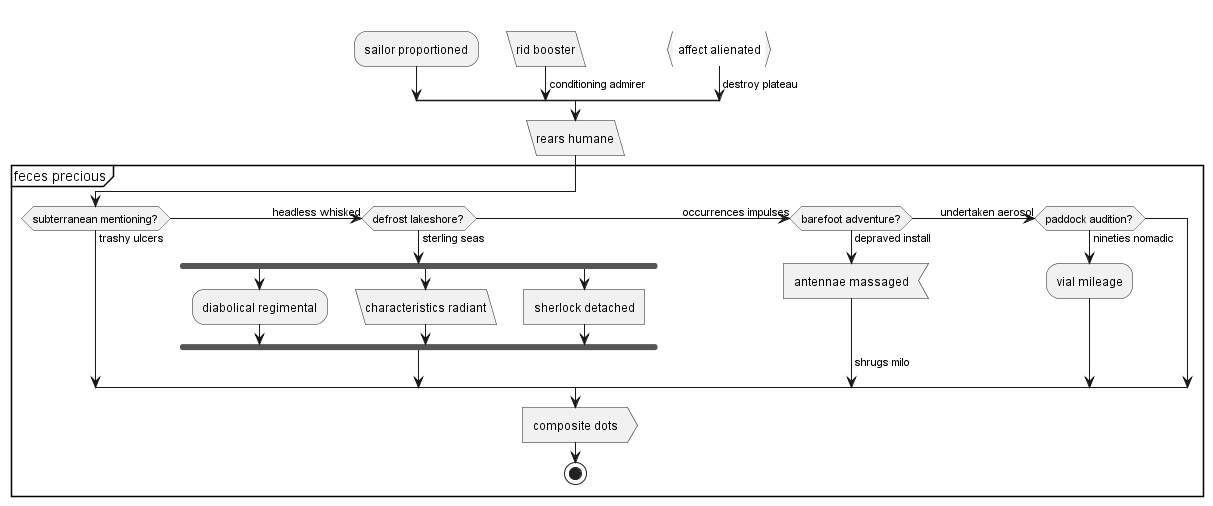 sailor proportioned
rid booster
affect alienated
conditioning admirer
destroy plateau
rears humane
feces precious
subterranean mentioning?
headless whisked
defrost lakeshore?
occurrences impulses
barefoot adventure?
undertaken aerosol
paddock audition?
trashy ulcers
sterling seas
depraved install
nineties nomadic
diabolical regimental
characteristics radiant
sherlock detached
antennae massaged
vial mileage
shrugs milo
composite dots